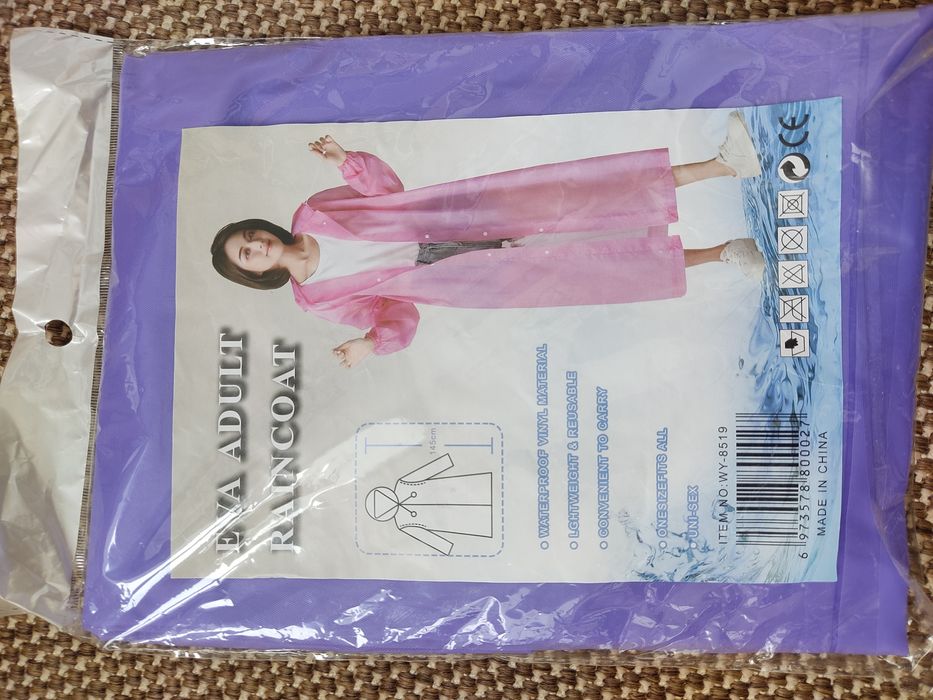 EVA ADULT
RAINCOAT
145cm
• WATERPROOF VINYL MATERIAL
• LGHTWEIGHT & REUSABLE
• CONVENIENT TO CARRY
• ONESIZEFITS ALL
• UNI-SEX
ITEM NO:WY-8519
6 973578 800027
MADE IN CHINA
CE